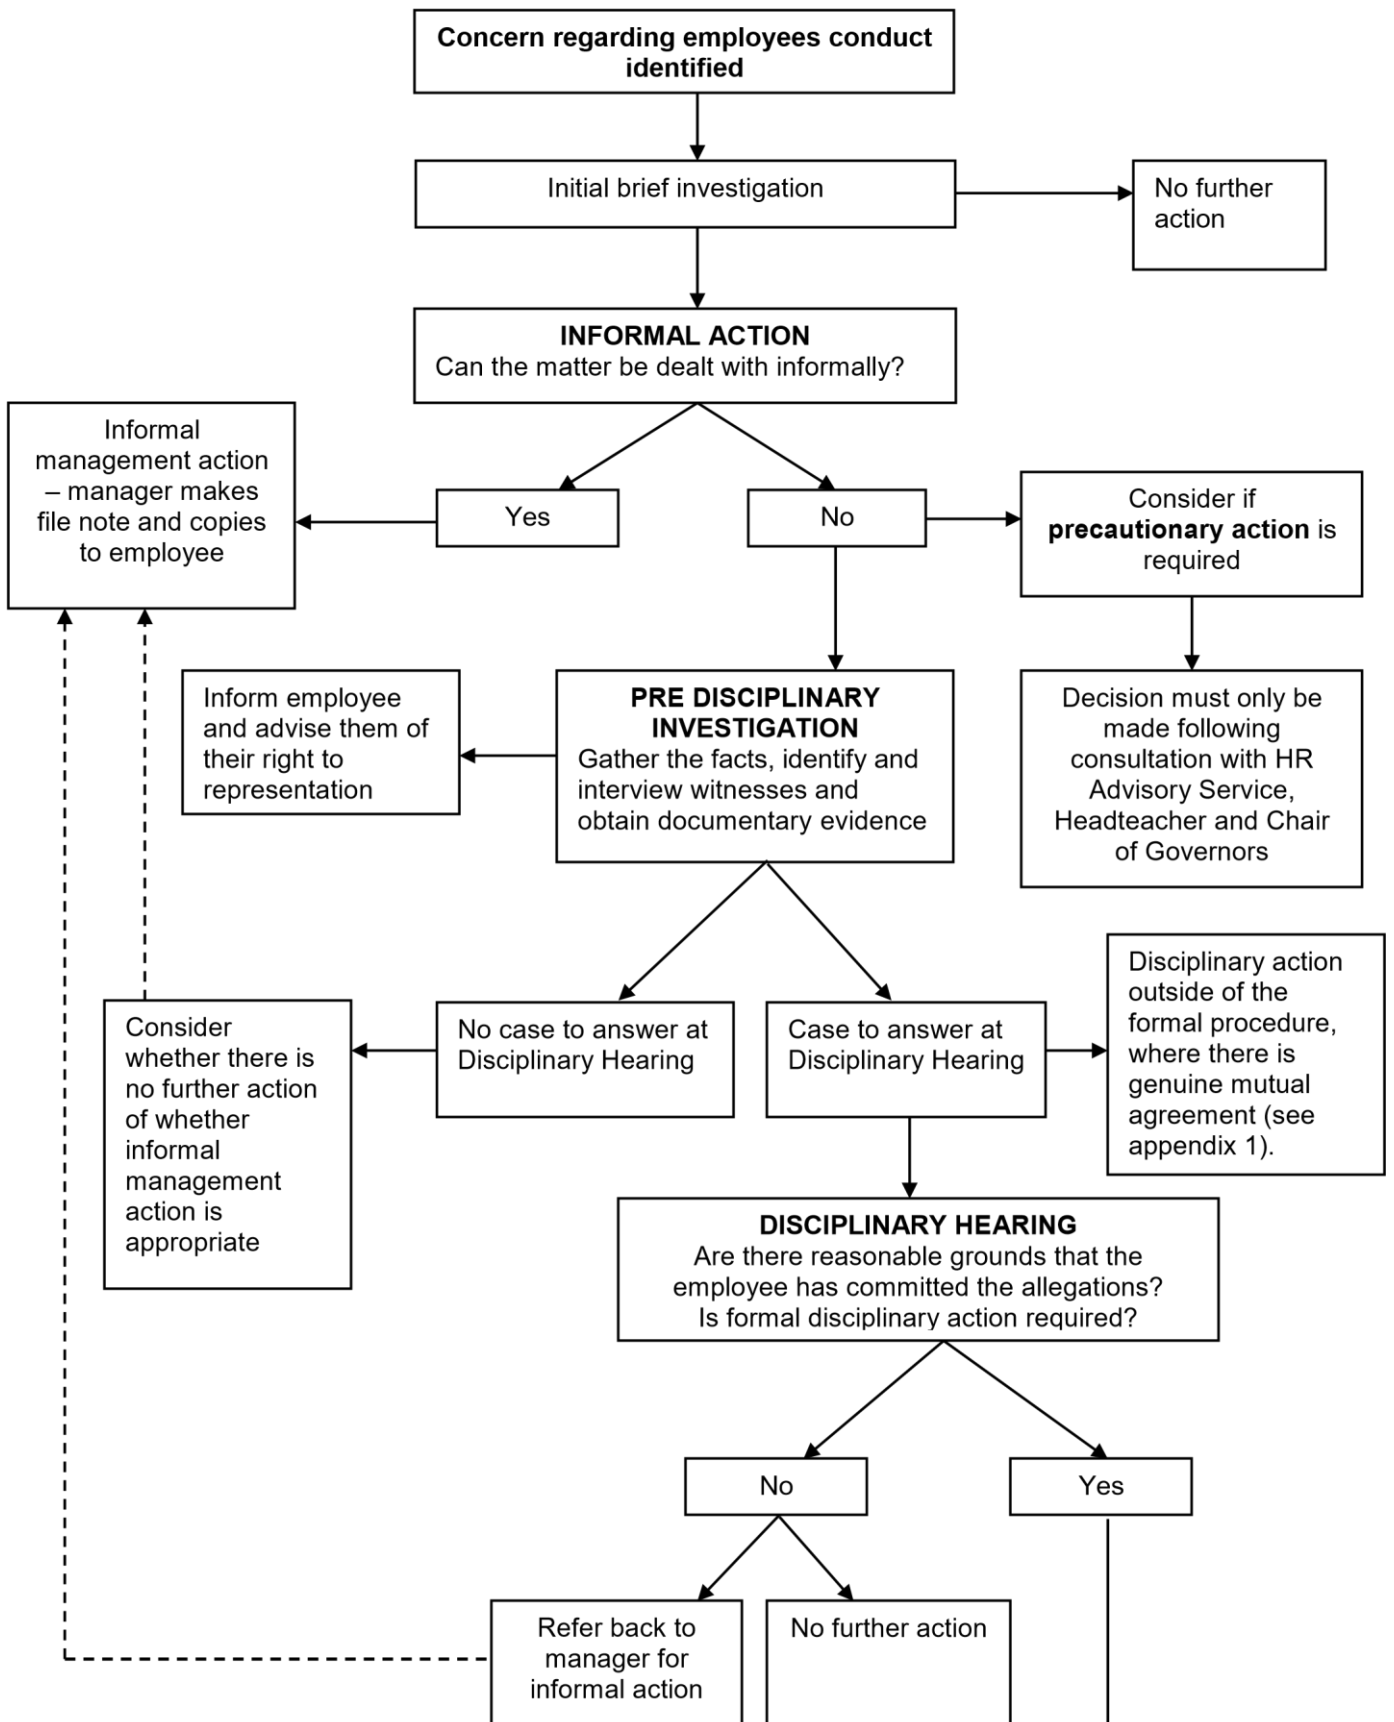 Concern regarding employees conduct
identified
Initial brief investigation
No further
action
INFORMAL ACTION
Can the matter be dealt with informally?
Informal
management action
– manager makes
file note and copies
to employee
Yes
No
Consider if
precautionary action is
required
Inform employee
and advise them of
their right to
representation
PRE DISCIPLINARY
INVESTIGATION
Gather the facts, identify and
interview witnesses and
obtain documentary evidence
Decision must only be
made following
consultation with HR
Advisory Service,
Headteacher and Chair
of Governors
Consider
whether there is
no further action
of whether
informal
management
action is
appropriate
No case to answer at
Disciplinary Hearing
Case to answer at
Disciplinary Hearing
Disciplinary action
outside of the
formal procedure,
where there is
genuine mutual
agreement (see
appendix 1).
DISCIPLINARY HEARING
Are there reasonable grounds that the
employee has committed the allegations?
Is formal disciplinary action required?
No
Yes
Refer back to
manager for
informal action
No further action